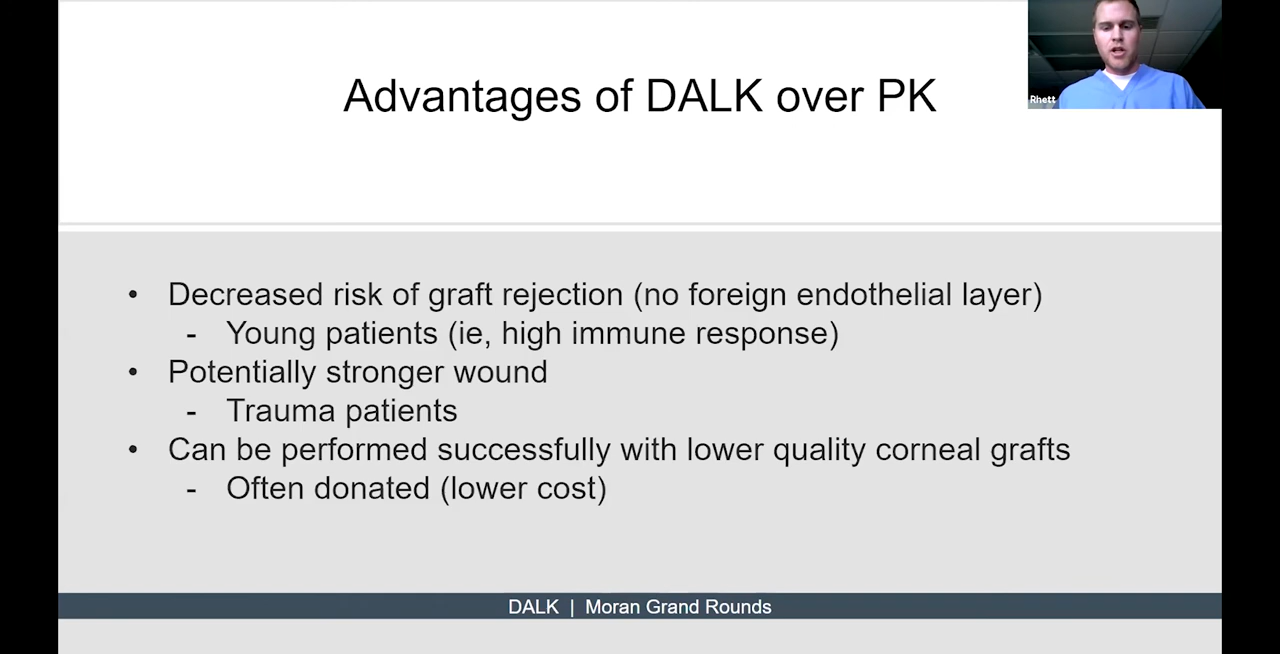 Advantages of DALK over PK
Rhett
• Decreased risk of graft rejection (no foreign endothelial layer)
- Young patients (ie, high immune response)
• Potentially stronger wound
- Trauma patients
• Can be performed successfully with lower quality corneal grafts
- Often donated (lower cost)
DALK | Moran Grand Rounds